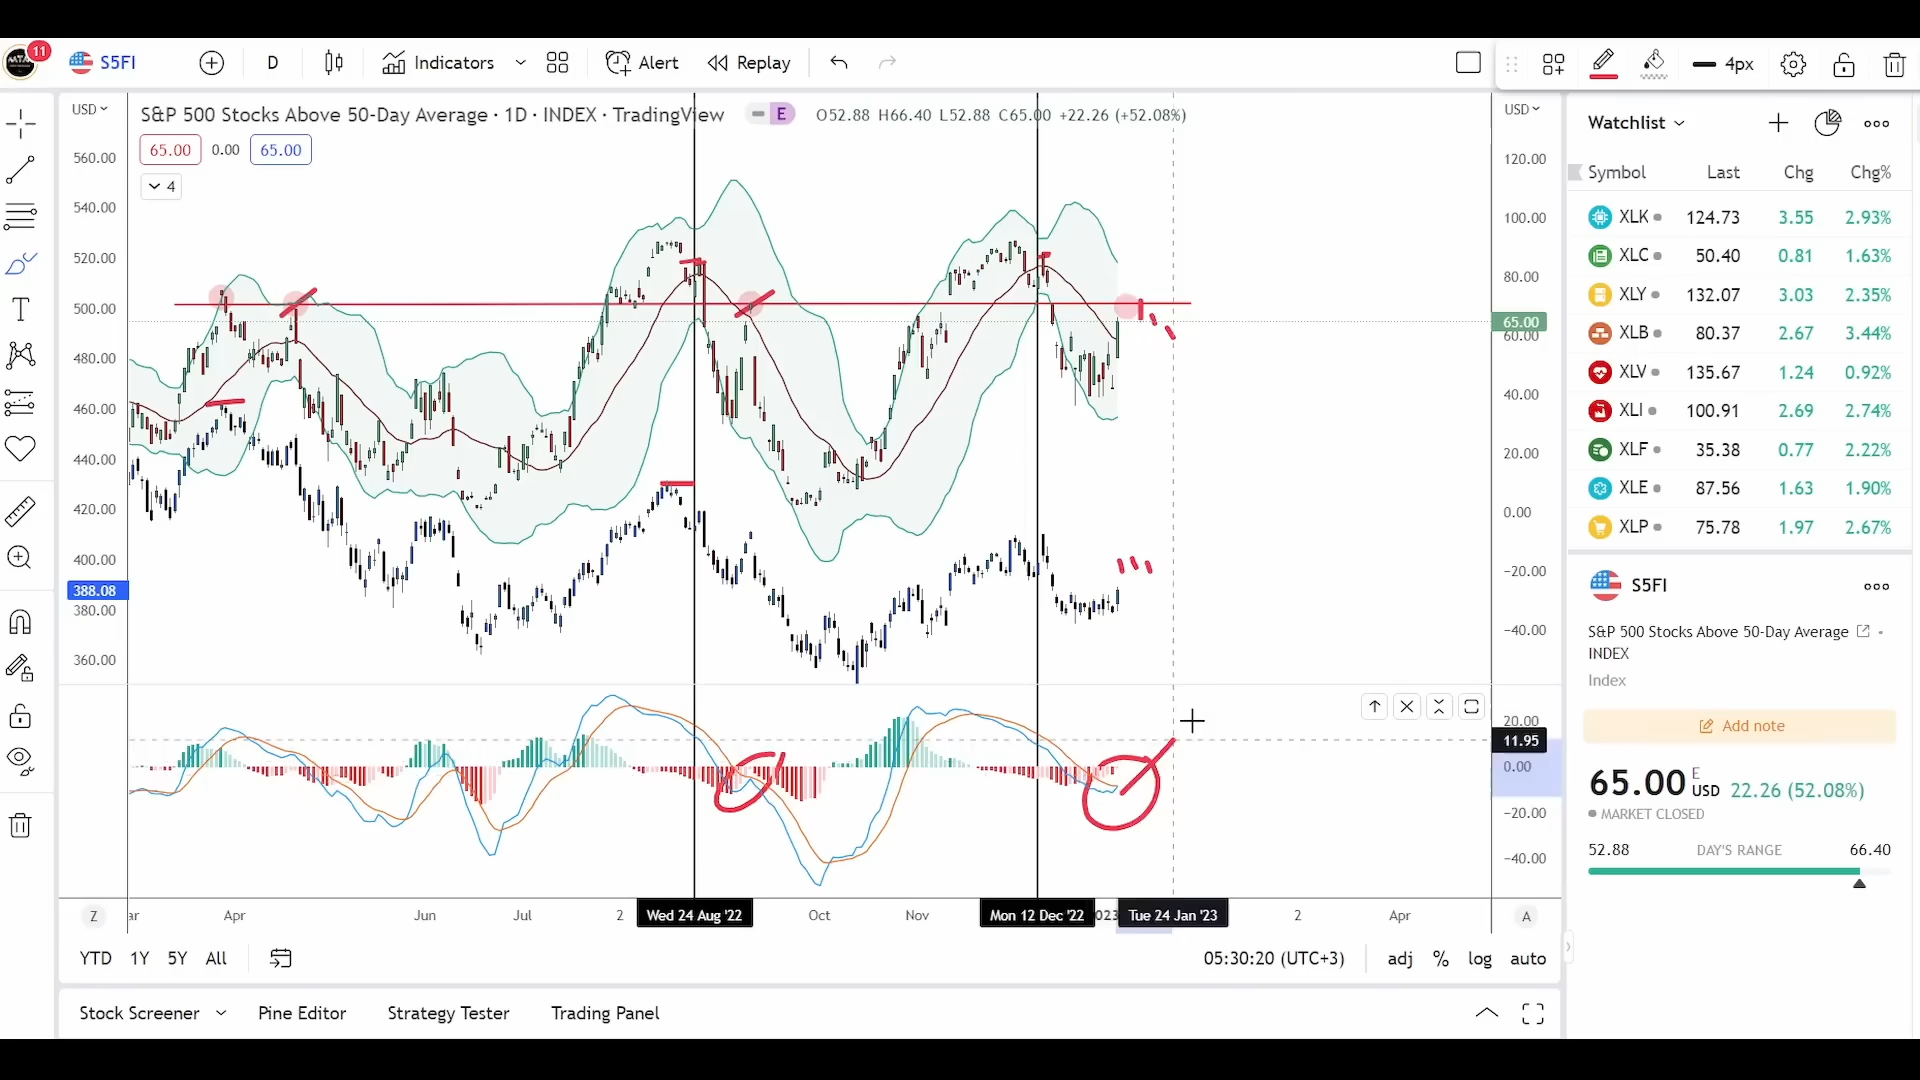 11
S5FI
D
Indicators
Alert
Replay
4px
USD
S&P 500 Stocks Above 50-Day Average · 1D · INDEX · TradingView
E
O52.88 H66.40 L52.88 C65.00 +22.26 (+52.08%)
65.00 0.00 65.00
4
560.00
540.00
520.00
500.00
480.00
460.00
440.00
420.00
400.00
388.08
380.00
360.00
USD
120.00
100.00
80.00
65.00
60.00
40.00
20.00
0.00
−20.00
−40.00
20.00
11.95
0.00
−20.00
−40.00
Z
ar
Apr
Jun
Jul
2
Wed 24 Aug '22
Oct
Nov
Mon 12 Dec '22
023
Tue 24 Jan '23
2
Apr
A
YTD 1Y 5Y All
05:30:20 (UTC+3)
adj % log auto
Stock Screener
Pine Editor
Strategy Tester
Trading Panel
Watchlist
Symbol Last Chg Chg%
XLK 124.73 3.55 2.93%
XLC 50.40 0.81 1.63%
XLY 132.07 3.03 2.35%
XLB 80.37 2.67 3.44%
XLV 135.67 1.24 0.92%
XLI 100.91 2.69 2.74%
XLF 35.38 0.77 2.22%
XLE 87.56 1.63 1.90%
XLP 75.78 1.97 2.67%
S5FI
S&P 500 Stocks Above 50-Day Average
INDEX
Index
Add note
65.00 E USD 22.26 (52.08%)
MARKET CLOSED
52.88 DAY'S RANGE 66.40